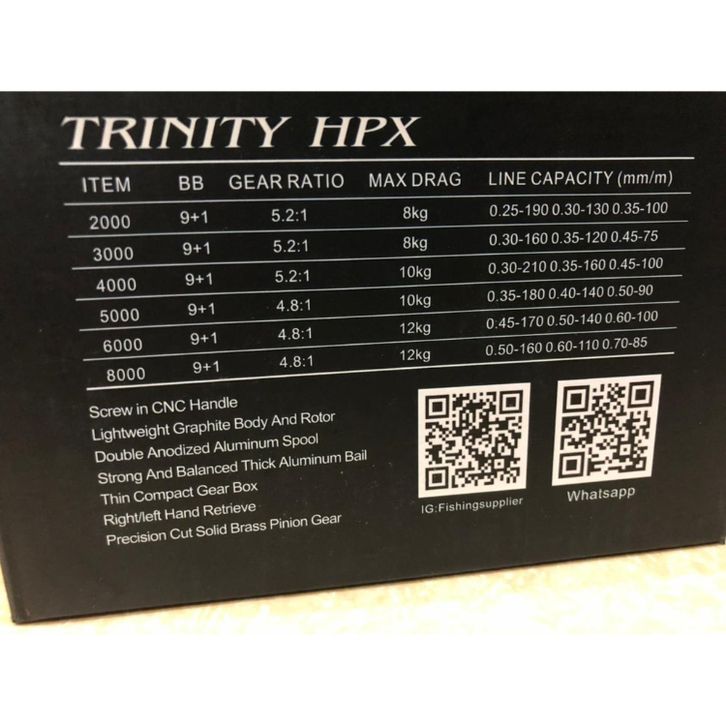 TRINITY HPX
ITEM BB GEAR RATIO MAX DRAG LINE CAPACITY (mm/m)
2000 9+1 5.2:1 8kg 0.25-190 0.30-130 0.35-100
3000 9+1 5.2:1 8kg 0.30-160 0.35-120 0.45-75
4000 9+1 5.2:1 10kg 0.30-210 0.35-160 0.45-100
5000 9+1 4.8:1 10kg 0.35-180 0.40-140 0.50-90
6000 9+1 4.8:1 12kg 0.45-170 0.50-140 0.60-100
8000 9+1 4.8:1 12kg 0.50-160 0.60-110 0.70-85
Screw in CNC Handle
Lightweight Graphite Body And Rotor
Double Anodized Aluminum Spool
Strong And Balanced Thick Aluminum Bail
Thin Compact Gear Box
Right/left Hand Retrieve
Precision Cut Solid Brass Pinion Gear
IG:Fishingsupplier
Whatsapp